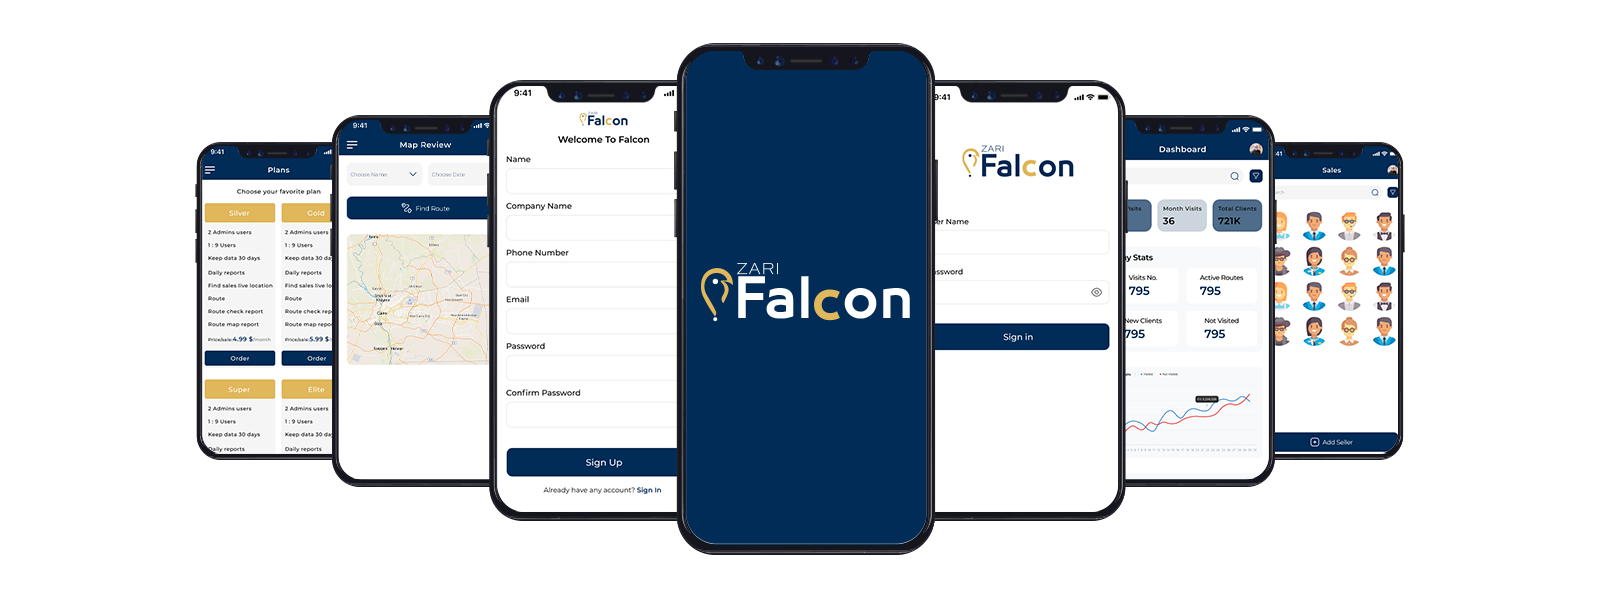 9:41
Plans
Choose your favorite plan
Silver
2 Admins users
1 : 9 Users
Keep data 30 days
Daily reports
Find sales live location
Route
Route check report
Route map report
Price/sale:4.99 $/month
Order
Gold
2 Admins users
1 : 9 Users
Keep data 30 da
Daily reports
Find sales live lo
Route
Route check rep
Route map repor
Price/sale:5.99 $/
Order
Super
2 Admins users
1 : 9 Users
Keep data 30 days
Daily reports
Elite
2 Admins users
1 : 9 Users
Keep data 30 da
Daily reports
9:41
Map Review
Choose Name
Choose Date
Find Route
Cairo
Giza
9:41
ZARI
Falcon
Welcome To Falcon
Name
Company Name
Phone Number
Email
Password
Confirm Password
Sign Up
Already have any account? Sign In
ZARI
Falcon
9:41
ZARI
Falcon
er Name
assword
Sign in
Dashboard
isits
Month Visits
36
Total Clients
721K
y Stats
Visits No.
795
Active Routes
795
New Clients
795
Not Visited
795
41
Sales
Add Seller